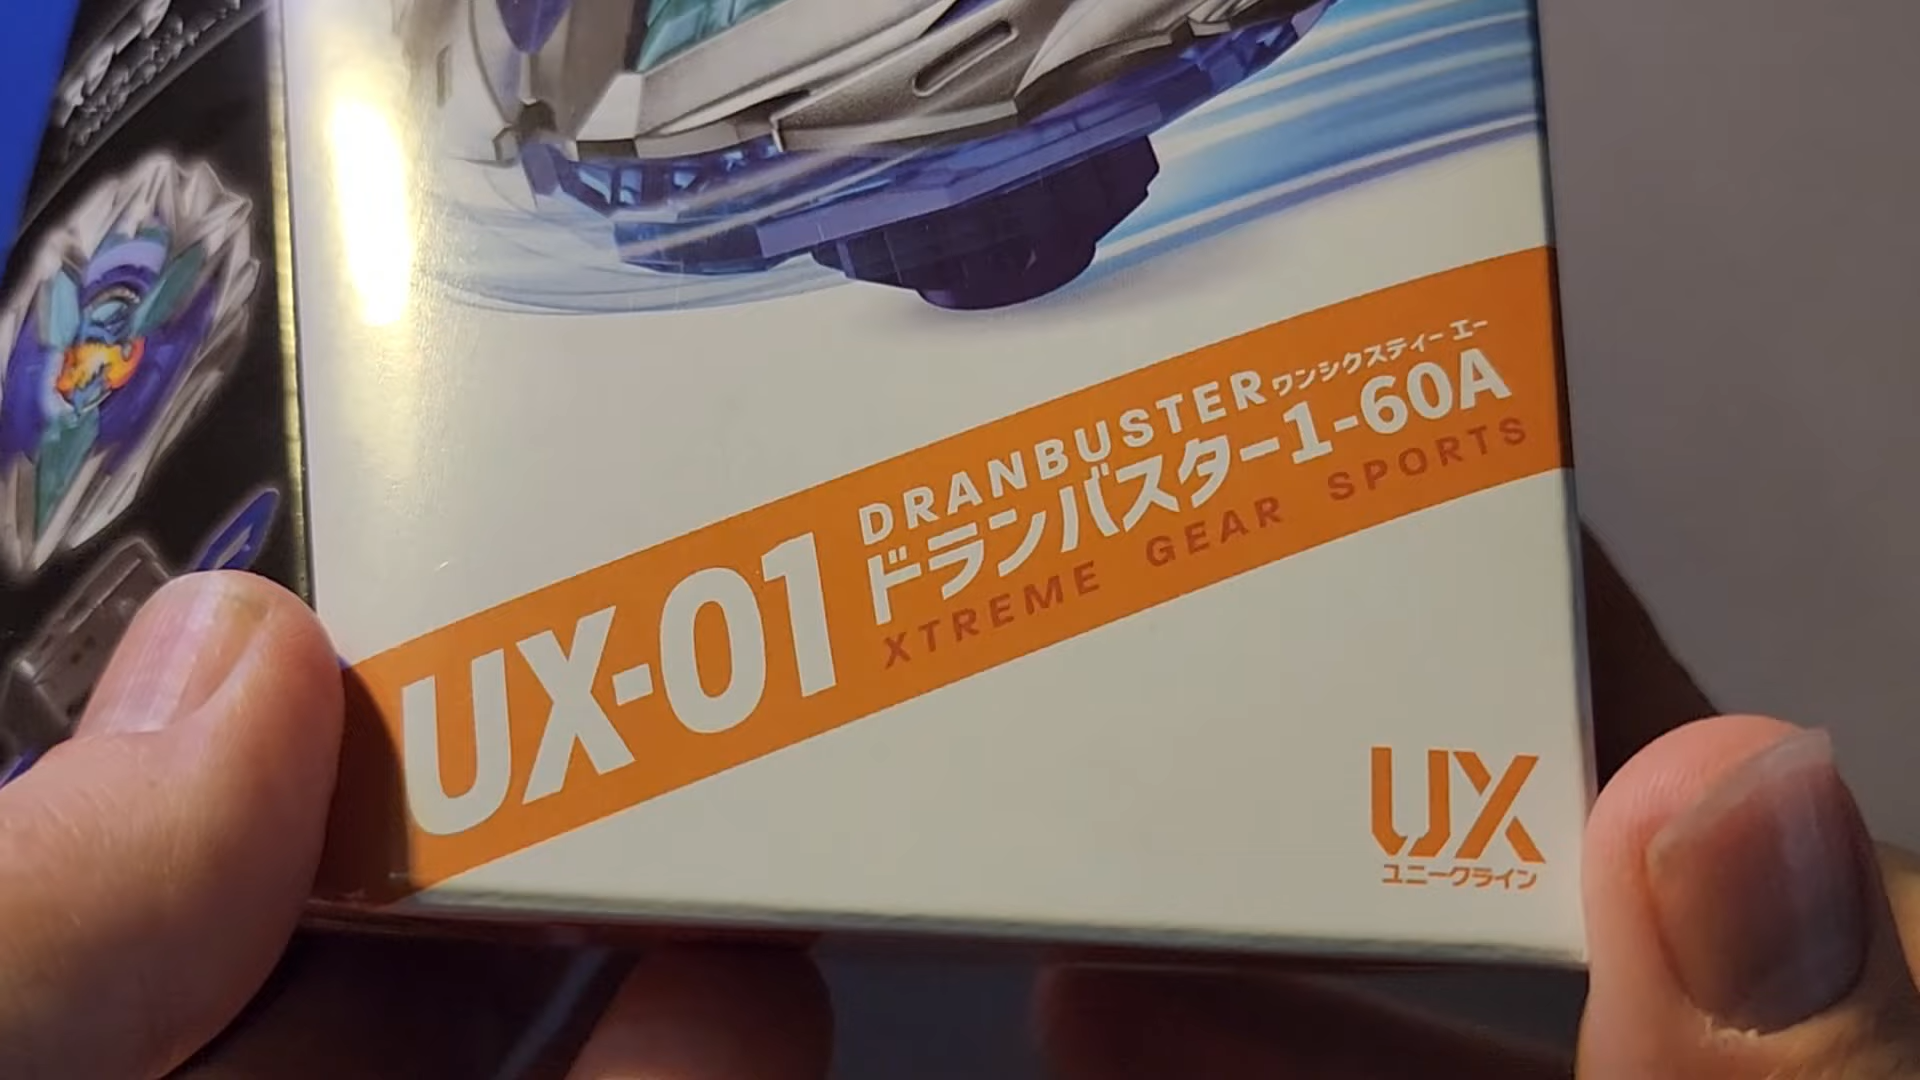 UX-01
DRANBUSTER
ワンシクスティーエー
ドランバスター1-60A
XTREME GEAR SPORTS
UX
ユニークライン